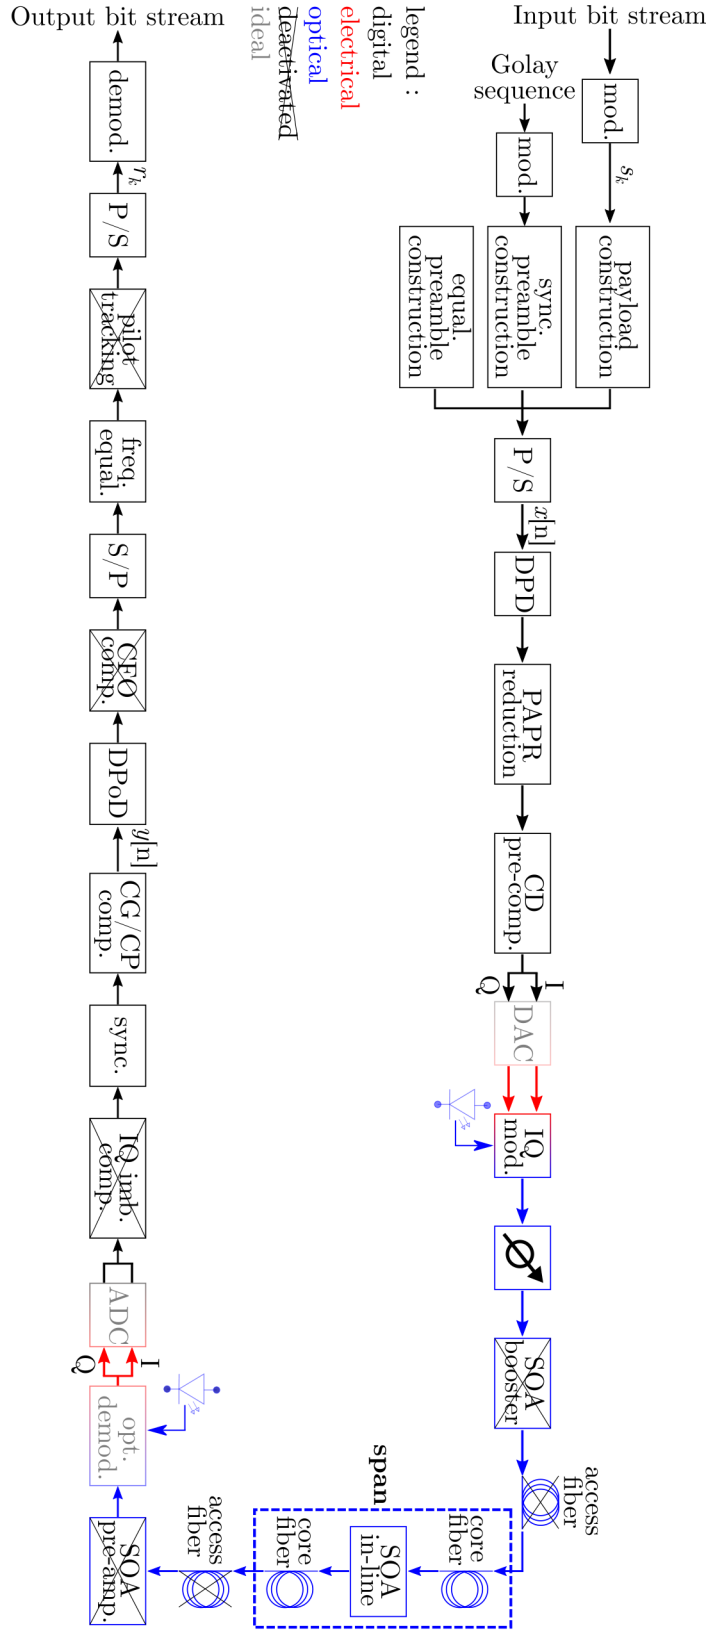 Output bit stream
Input bit stream
legend :
digital
electrical
optical
deactivated
ideal
mod.
s_k
payload
construction
Golay
sequence
mod.
sync.
preamble
construction
equal.
preamble
construction
P/S
x[n]
DPD
PAPR
reduction
CD
pre-comp.
I
Q
DAC
IQ
mod.
SOA
booster
access
fiber
span
core
fiber
SOA
in-line
core
fiber
access
fiber
SOA
pre-amp.
opt.
demod.
I
Q
ADC
IQ imb.
comp.
sync.
CG/CP
comp.
y[n]
DPoD
CFO
comp.
S/P
freq.
equal.
pilot
tracking
P/S
r_k
demod.